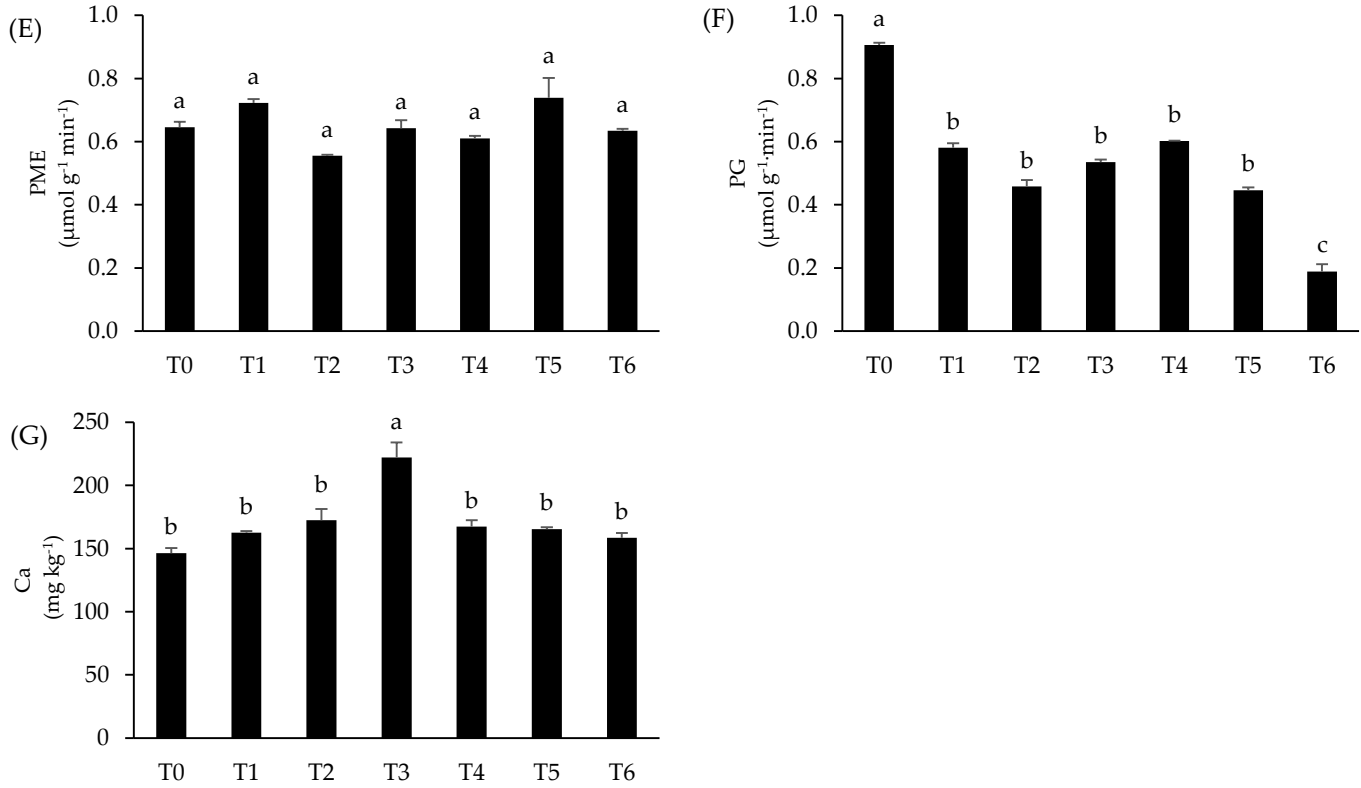 (E)
PME
(μmol g⁻¹ min⁻¹)
1.0
0.8
0.6
0.4
0.2
0.0
a
a
a
a
a
a
a
T0 T1 T2 T3 T4 T5 T6
(F)
PG
(μmol g⁻¹·min⁻¹)
1.0
0.8
0.6
0.4
0.2
0.0
a
b
b
b
b
b
c
T0 T1 T2 T3 T4 T5 T6
(G)
Ca
(mg kg⁻¹)
250
200
150
100
50
0
b
b
b
a
b
b
b
T0 T1 T2 T3 T4 T5 T6